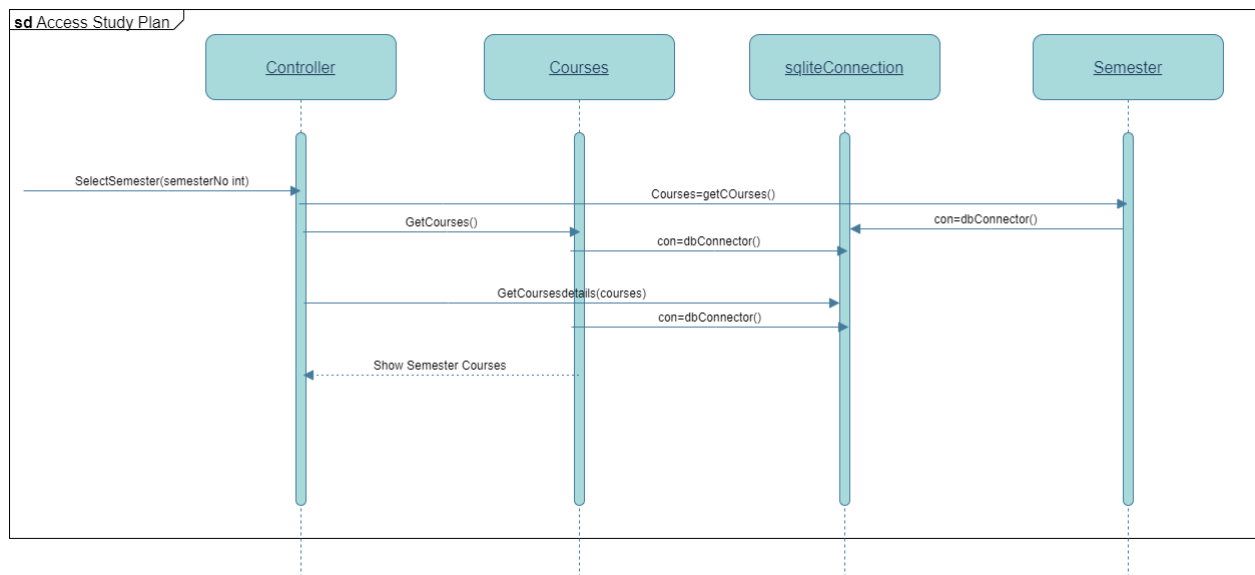 sd Access Study Plan
Controller
Courses
sqliteConnection
Semester
SelectSemester(semesterNo int)
Courses=getCOurses()
GetCourses()
con=dbConnector()
con=dbConnector()
GetCoursesdetails(courses)
con=dbConnector()
Show Semester Courses